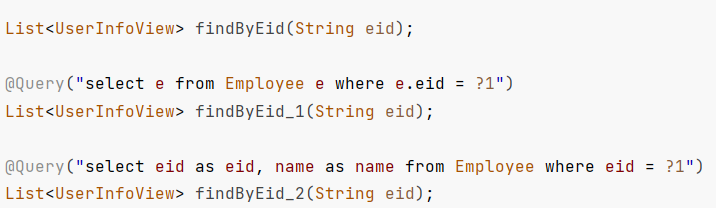 List<UserInfoView> findByEid(String eid);
@Query("select e from Employee e where e.eid = ?1")
List<UserInfoView> findByEid_1(String eid);
@Query("select eid as eid, name as name from Employee where eid = ?1")
List<UserInfoView> findByEid_2(String eid);